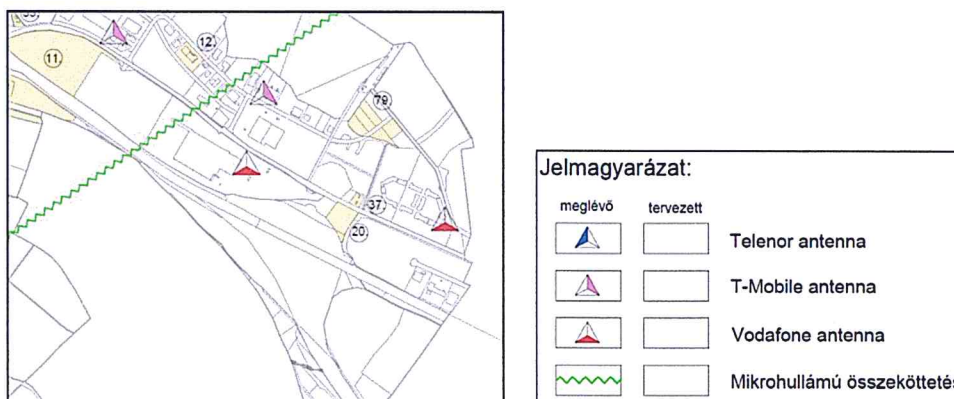 11.
12.
79
37.
20
Jelmagyarázat:
meglévő tervezett
Telenor antenna
T-Mobile antenna
Vodafone antenna
Mikrohullámú összeköttetés